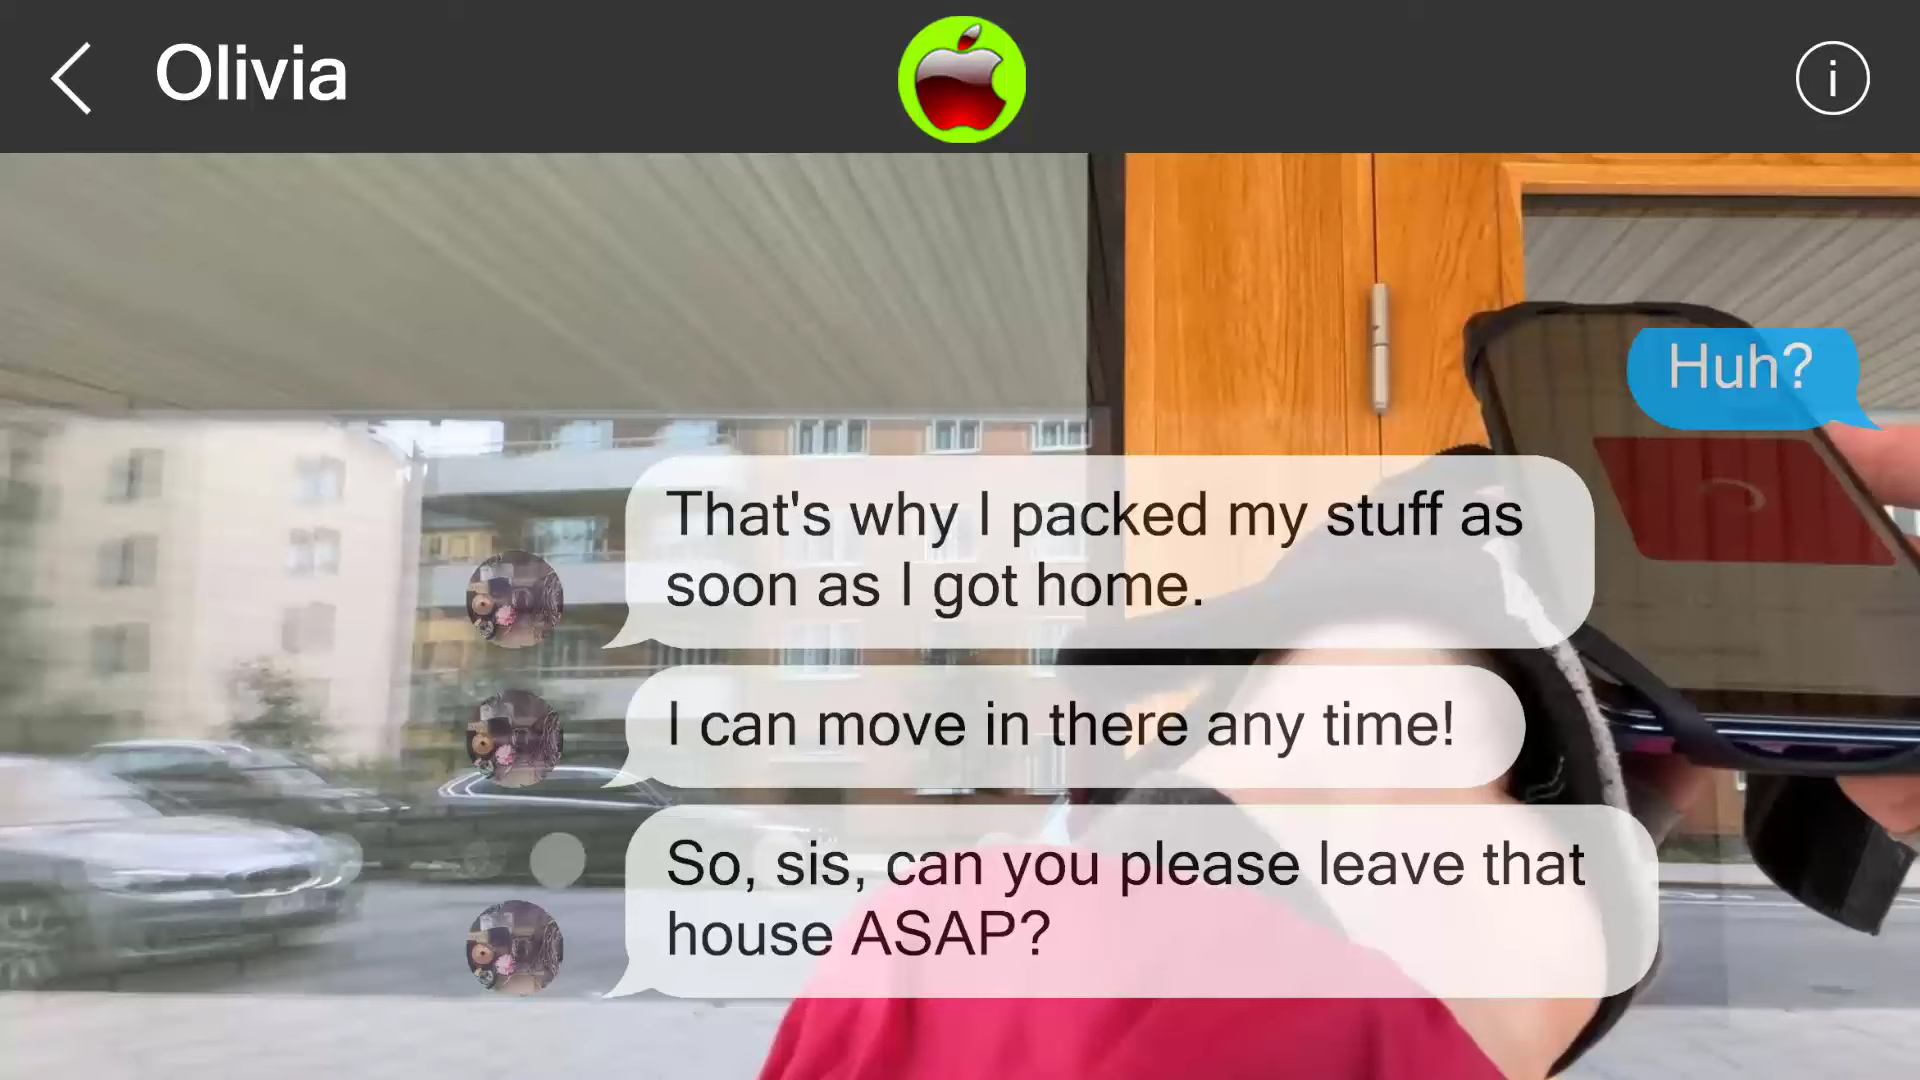 Olivia
i
Huh?
That's why I packed my stuff as
soon as I got home.
I can move in there any time!
So, sis, can you please leave that
house ASAP?